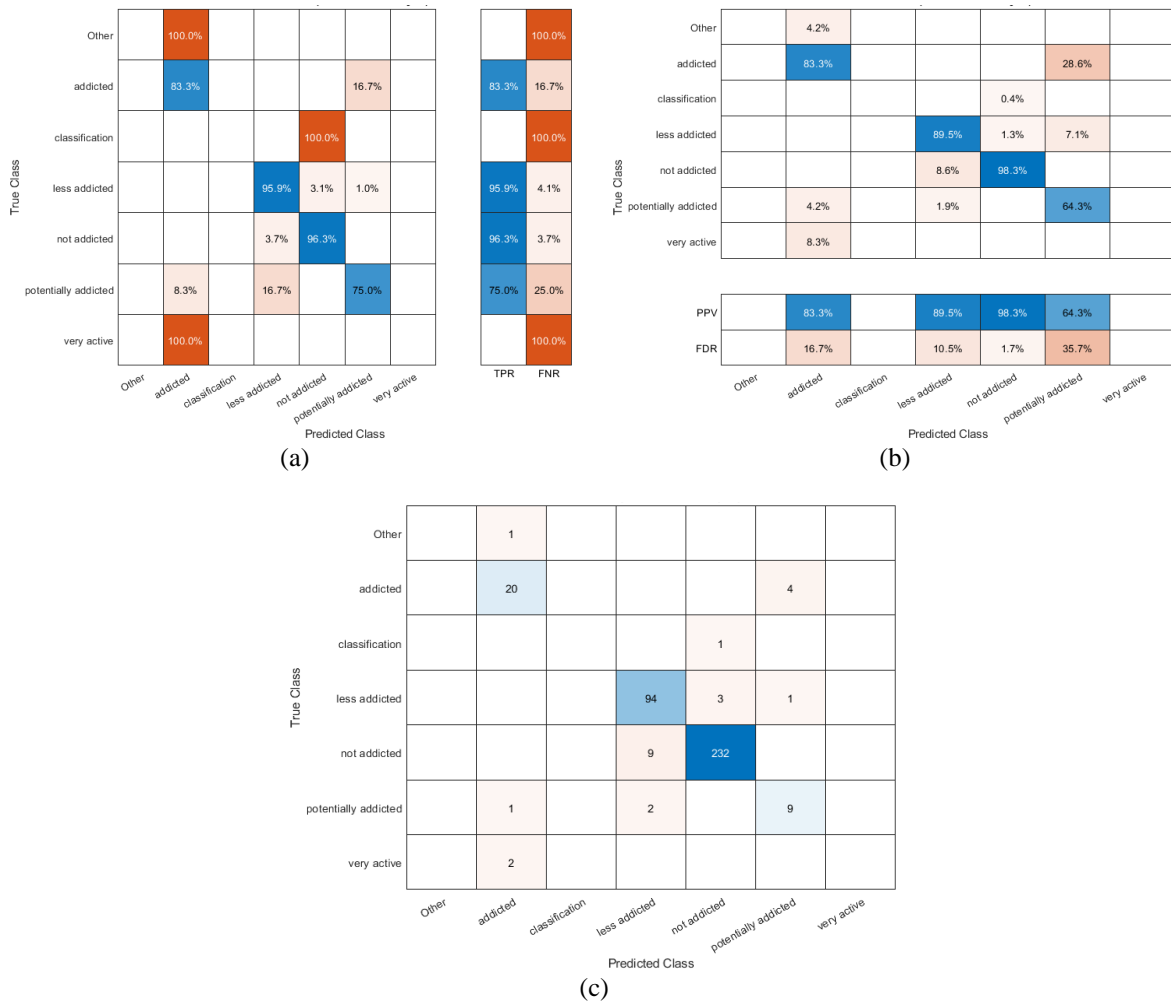 Other 100.0% 100.0%
addicted 83.3% 16.7% 83.3% 16.7%
classification 100.0% 100.0%
less addicted 95.9% 3.1% 1.0% 95.9% 4.1%
not addicted 3.7% 96.3% 96.3% 3.7%
potentially addicted 8.3% 16.7% 75.0% 75.0% 25.0%
very active 100.0% 100.0%
True Class
TPR FNR
Other addicted classification less addicted not addicted potentially addicted very active
Predicted Class
(a)
Other 4.2%
addicted 83.3% 28.6%
classification 0.4%
less addicted 89.5% 1.3% 7.1%
not addicted 8.6% 98.3%
potentially addicted 4.2% 1.9% 64.3%
very active 8.3%
True Class
PPV 83.3% 89.5% 98.3% 64.3%
FDR 16.7% 10.5% 1.7% 35.7%
Other addicted classification less addicted not addicted potentially addicted very active
Predicted Class
(b)
Other 1
addicted 20 4
classification 1
less addicted 94 3 1
not addicted 9 232
potentially addicted 1 2 9
very active 2
True Class
Other addicted classification less addicted not addicted potentially addicted very active
Predicted Class
(c)